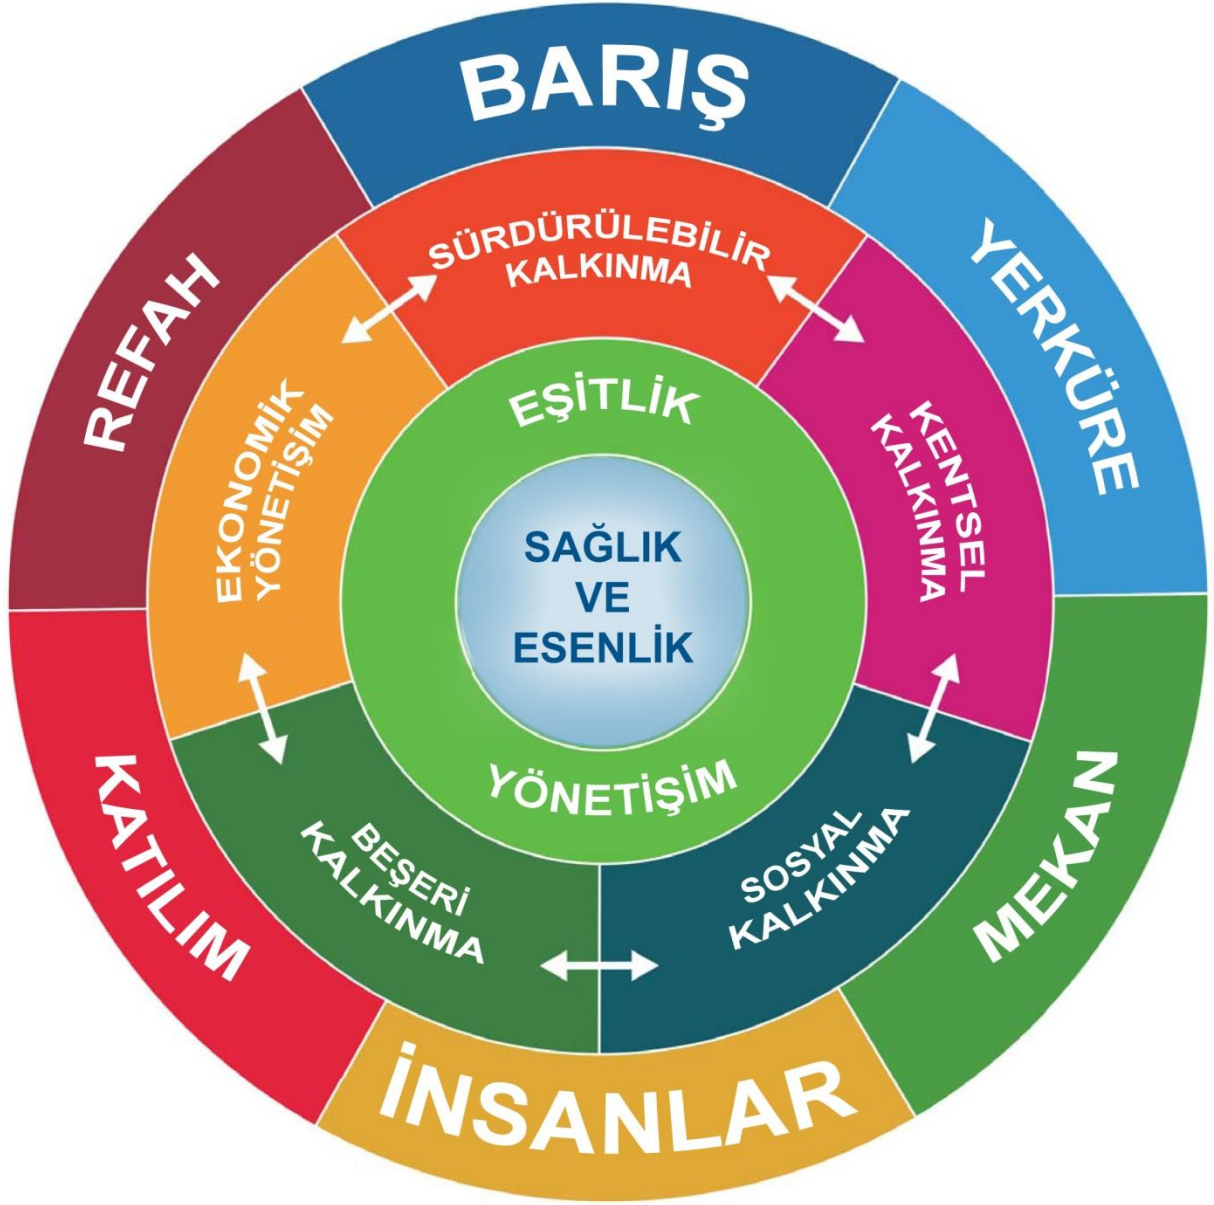 BARIŞ
YERKÜRE
MEKAN
İNSANLAR
KATILIM
REFAH
SÜRDÜRÜLEBİLİR
KALKINMA
KENTSEL
KALKINMA
SOSYAL
KALKINMA
BEŞERİ
KALKINMA
EKONOMİK
YÖNETİŞİM
EŞİTLİK
YÖNETİŞİM
SAĞLIK
VE
ESENLİK